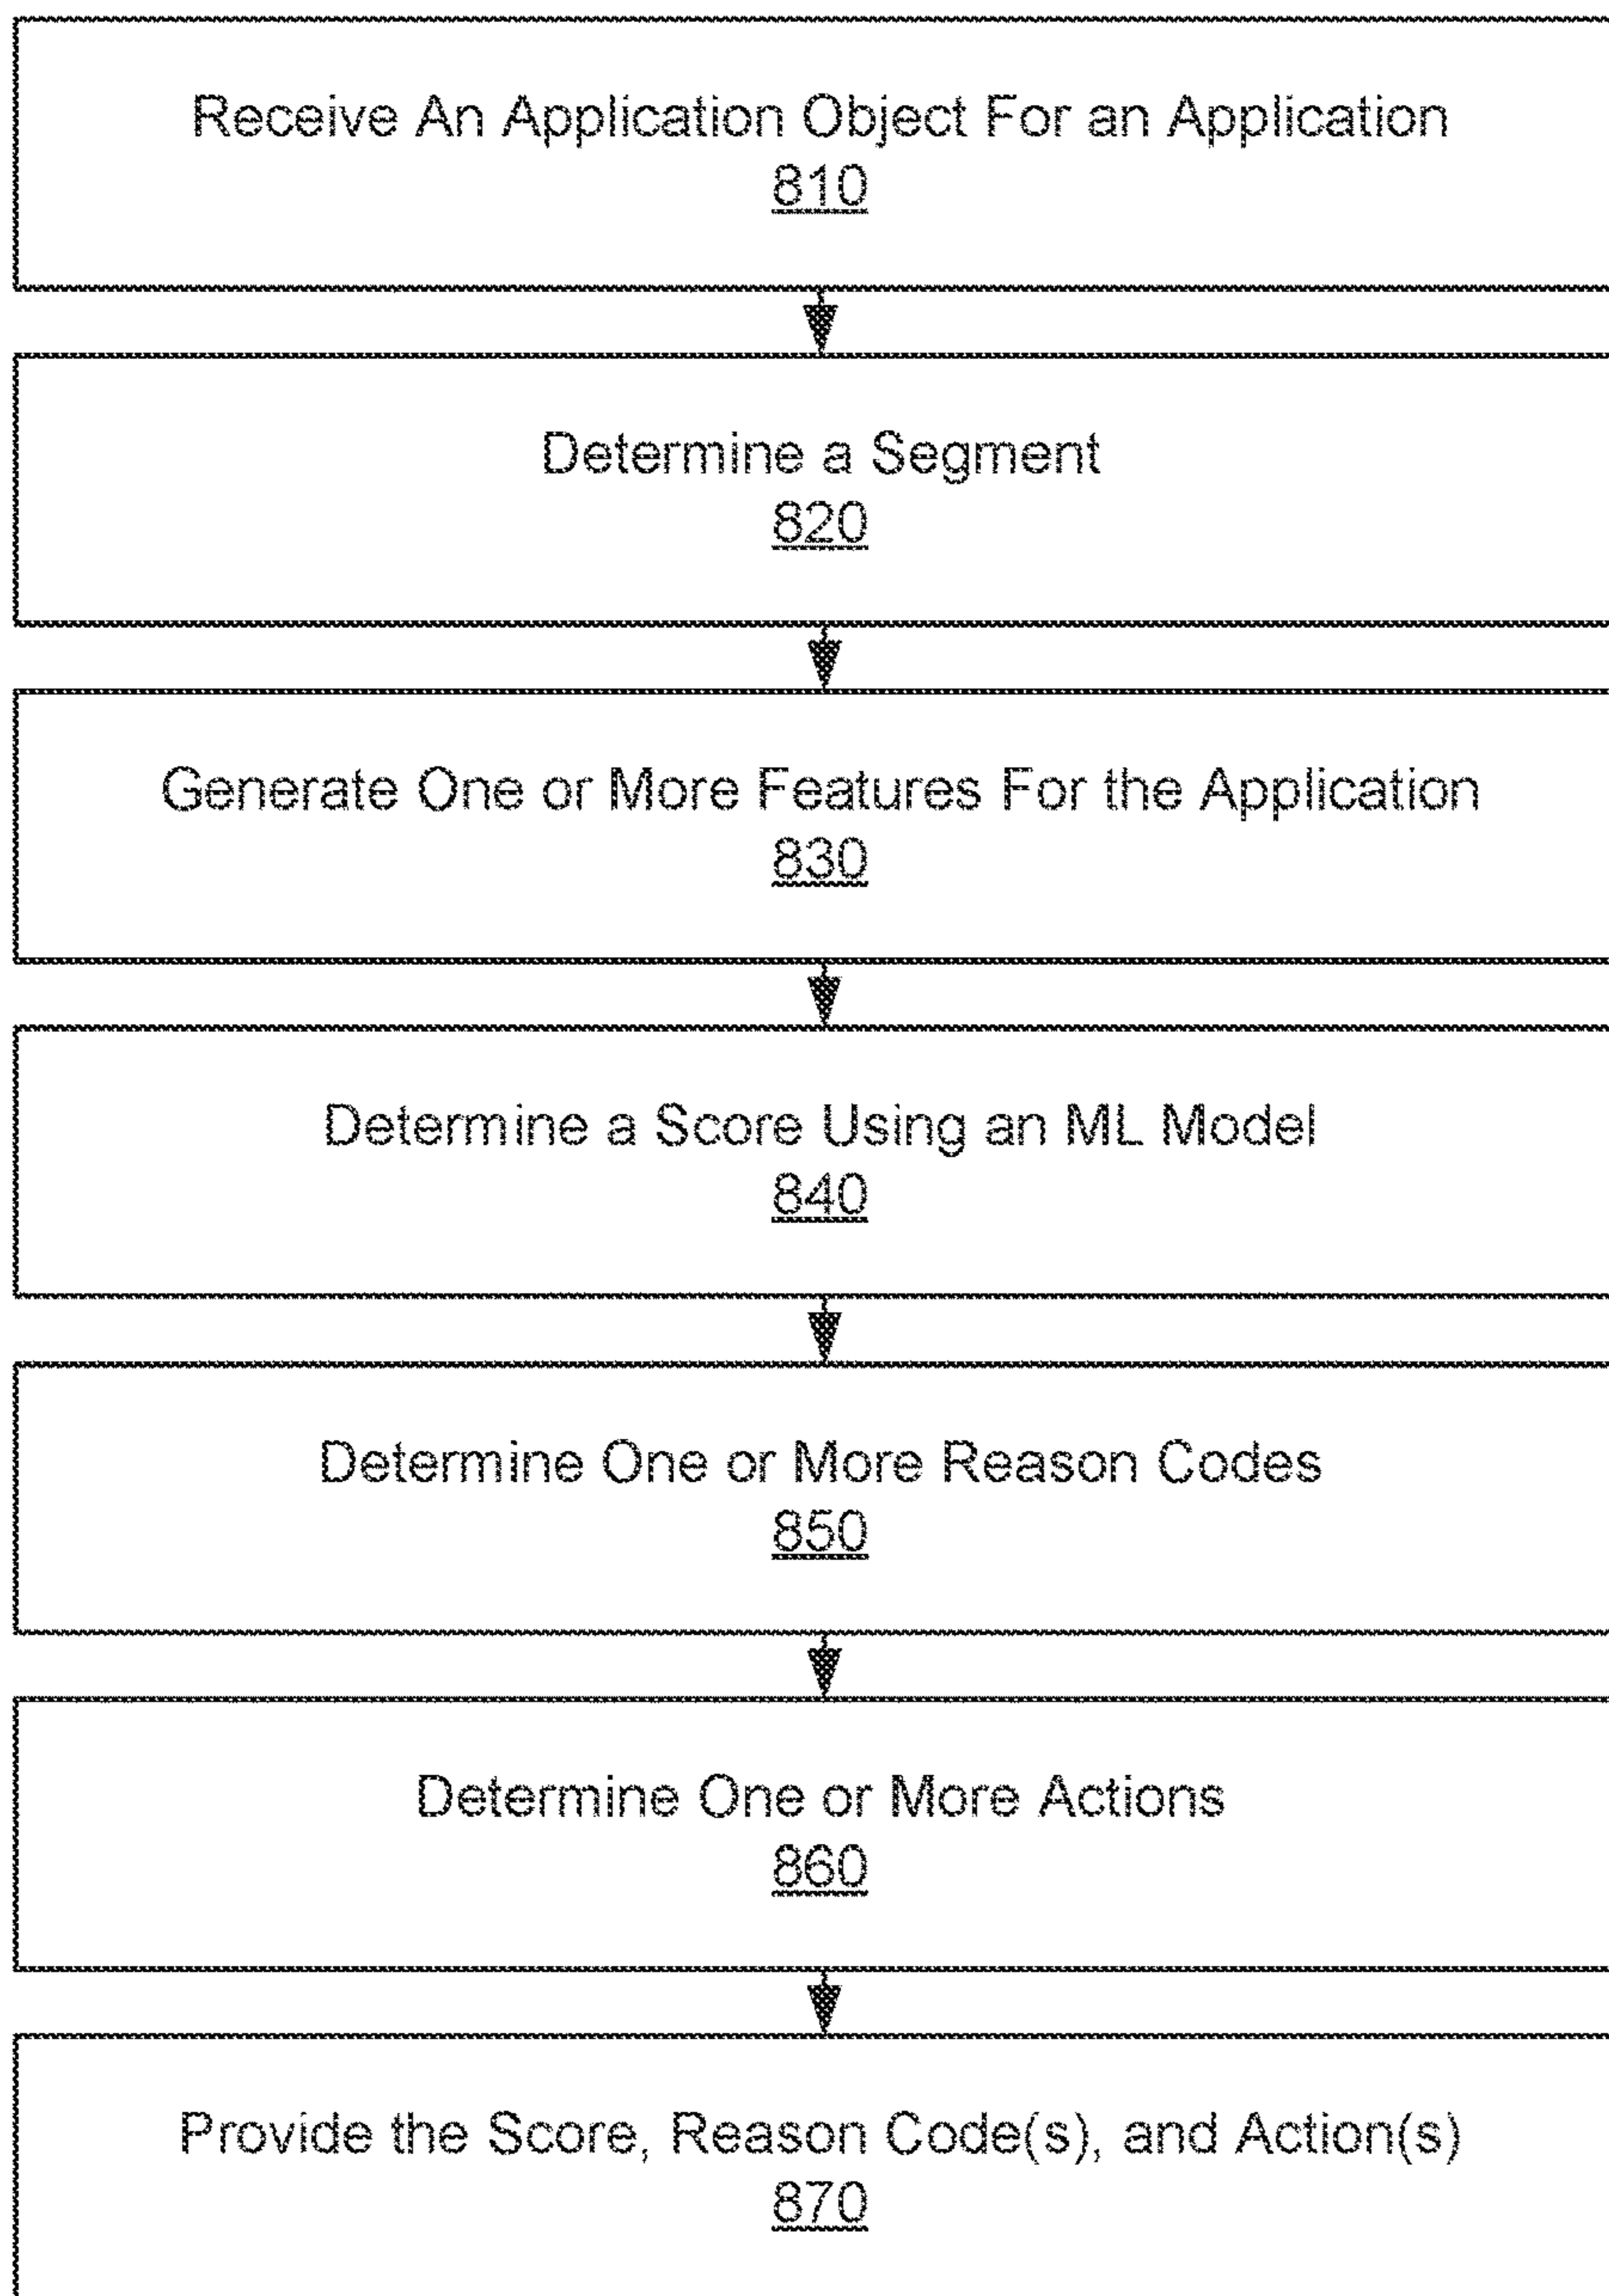 Receive An Application Object For an Application
810
Determine a Segment
820
Generate One or More Features For the Application
830
Determine a Score Using an ML Model
840
Determine One or More Reason Codes
850
Determine One or More Actions
860
Provide the Score, Reason Code(s), and Action(s)
870